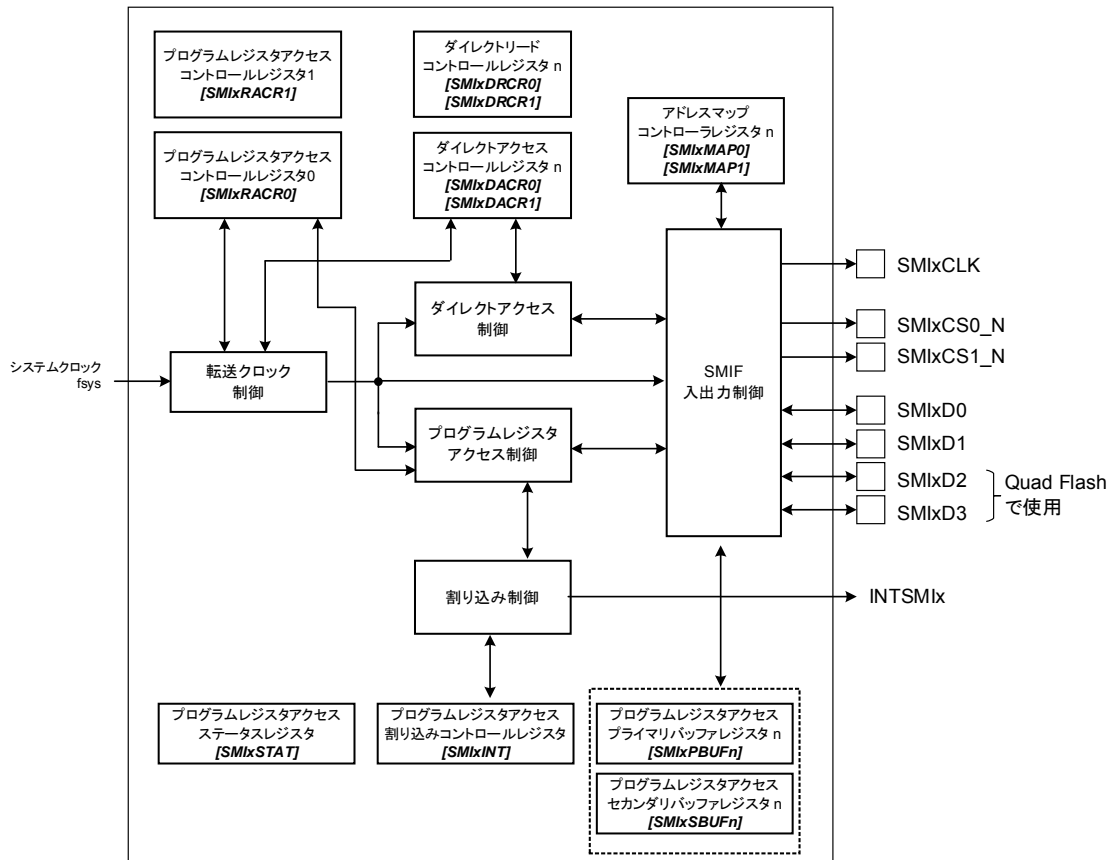 プログラムレジスタアクセス
コントロールレジスタ1
[SMIxRACR1]
ダイレクトリード
コントロールレジスタ n
[SMIxDRCR0]
[SMIxDRCR1]
アドレスマップ
コントローラレジスタ n
[SMIxMAP0]
[SMIxMAP1]
プログラムレジスタアクセス
コントロールレジスタ0
[SMIxRACR0]
ダイレクトアクセス
コントロールレジスタ n
[SMIxDACR0]
[SMIxDACR1]
システムクロック
fsys
転送クロック
制御
ダイレクトアクセス
制御
プログラムレジスタ
アクセス制御
SMIF
入出力制御
SMIxCLK
SMIxCS0_N
SMIxCS1_N
SMIxD0
SMIxD1
SMIxD2
SMIxD3
Quad Flash
で使用
割り込み制御
INTSMIx
プログラムレジスタアクセス
ステータスレジスタ
[SMIxSTAT]
プログラムレジスタアクセス
割り込みコントロールレジスタ
[SMIxINT]
プログラムレジスタアクセス
プライマリバッファレジスタ n
[SMIxPBUFn]
プログラムレジスタアクセス
セカンダリバッファレジスタ n
[SMIxSBUFn]